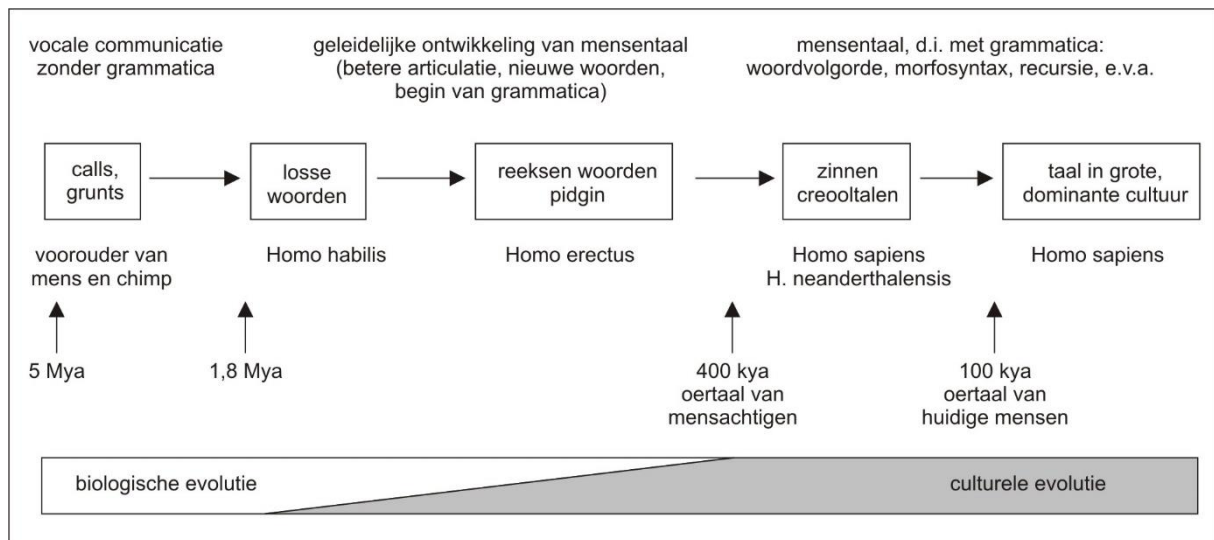 vocale communicatie
zonder grammatica
geleidelijke ontwikkeling van mensentaal
(betere articulatie, nieuwe woorden,
begin van grammatica)
mensentaal, d.i. met grammatica:
woordvolgorde, morfosyntax, recursie, e.v.a.
calls,
grunts
losse
woorden
reeksen woorden
pidgin
zinnen
creooltalen
taal in grote,
dominante cultuur
voorouder van
mens en chimp
Homo habilis
Homo erectus
Homo sapiens
H. neanderthalensis
Homo sapiens
5 Mya
1,8 Mya
400 kya
oertaal van
mensachtigen
100 kya
oertaal van
huidige mensen
biologische evolutie
culturele evolutie